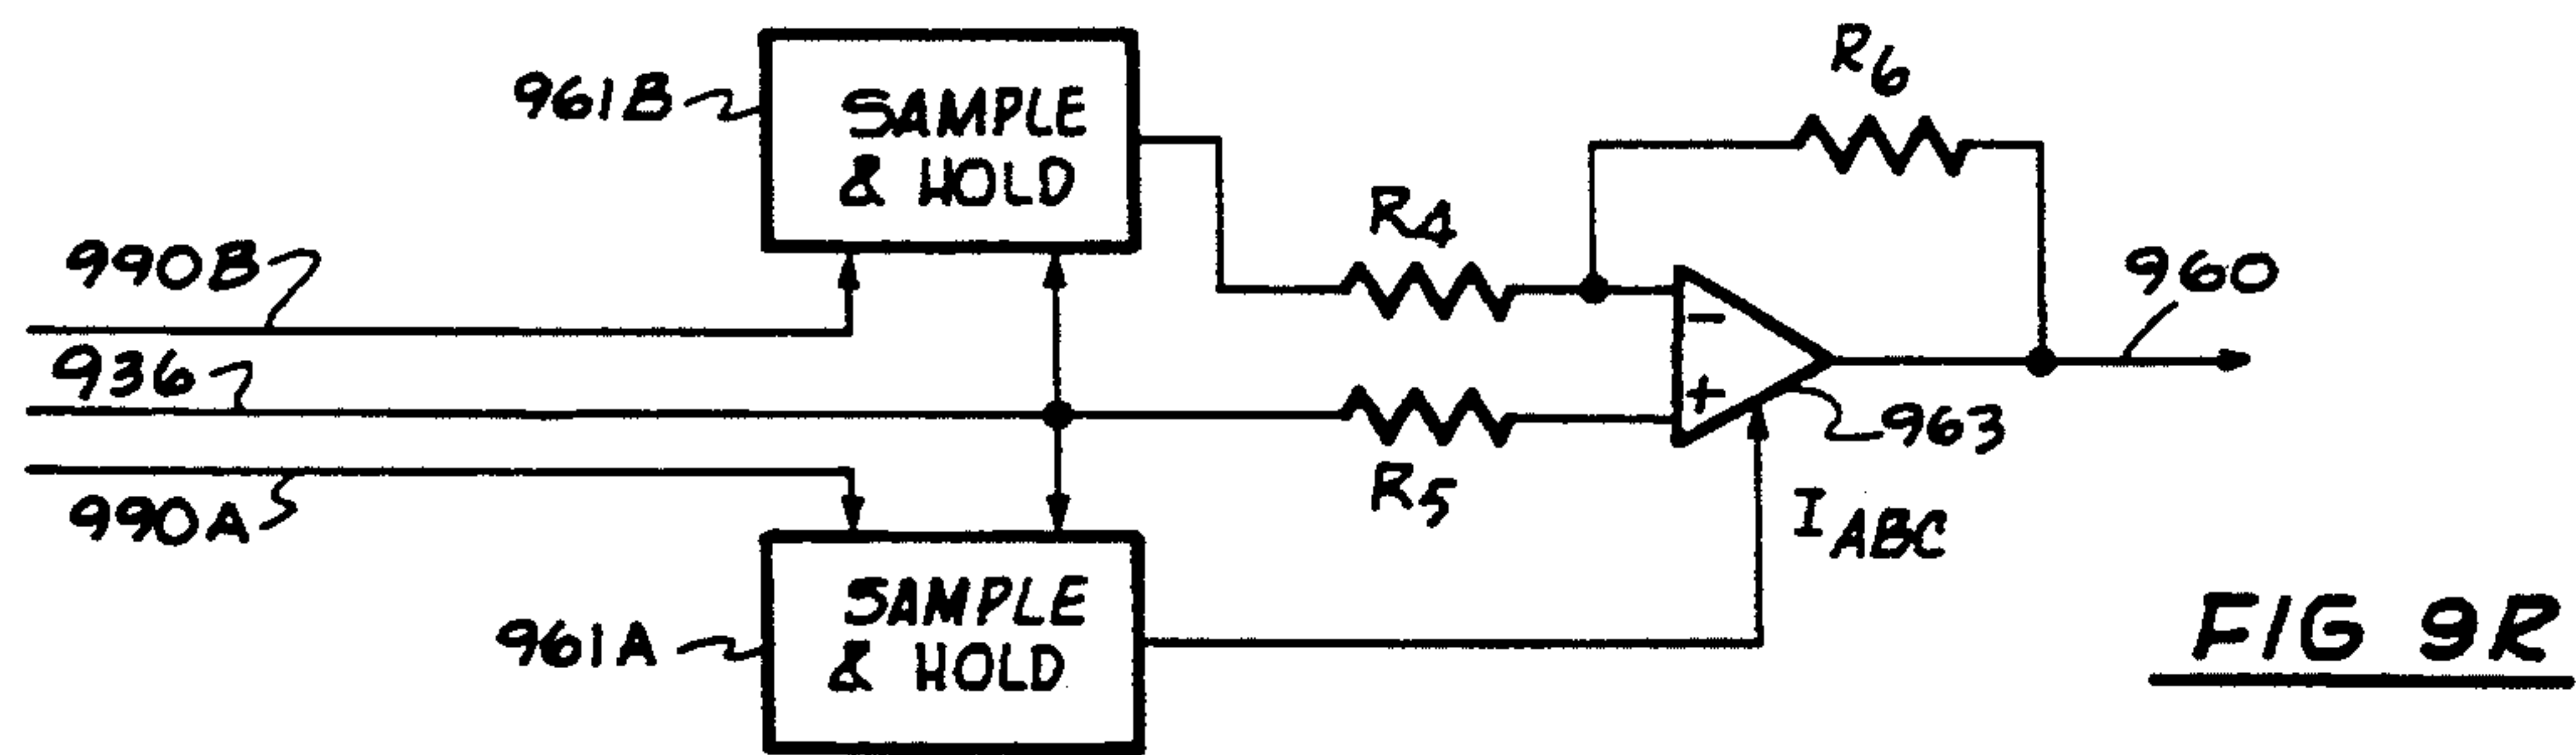 961B
SAMPLE
& HOLD
R6
R4
990B
960
936
-
+
963
R5
990A
IABC
961A
SAMPLE
& HOLD
FIG 9R